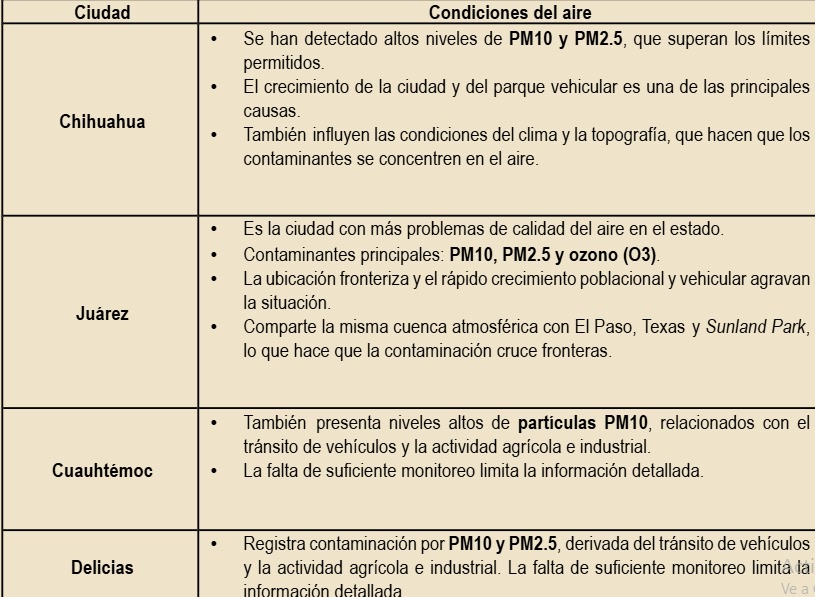 Ciudad
Condiciones del aire
Chihuahua
• Se han detectado altos niveles de PM10 y PM2.5, que superan los límites
permitidos.
• El crecimiento de la ciudad y del parque vehicular es una de las principales
causas.
• También influyen las condiciones del clima y la topografía, que hacen que los
contaminantes se concentren en el aire.
Juárez
• Es la ciudad con más problemas de calidad del aire en el estado.
• Contaminantes principales: PM10, PM2.5 y ozono (O3).
• La ubicación fronteriza y el rápido crecimiento poblacional y vehicular agravan
la situación.
• Comparte la misma cuenca atmosférica con El Paso, Texas y Sunland Park,
lo que hace que la contaminación cruce fronteras.
Cuauhtémoc
• También presenta niveles altos de partículas PM10, relacionados con el
tránsito de vehículos y la actividad agrícola e industrial.
• La falta de suficiente monitoreo limita la información detallada.
Delicias
• Registra contaminación por PM10 y PM2.5, derivada del tránsito de vehículos
y la actividad agrícola e industrial. La falta de suficiente monitoreo limita la
información detallada
Ve a